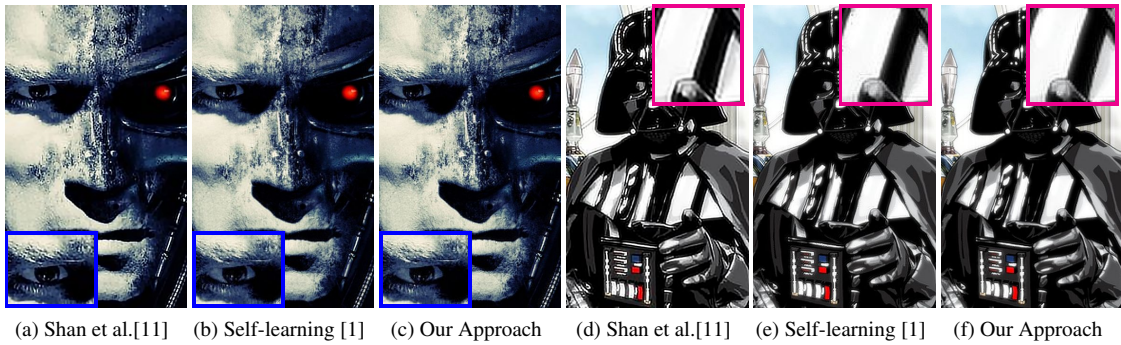 (a) Shan et al.[11] (b) Self-learning [1] (c) Our Approach (d) Shan et al.[11] (e) Self-learning [1] (f) Our Approach